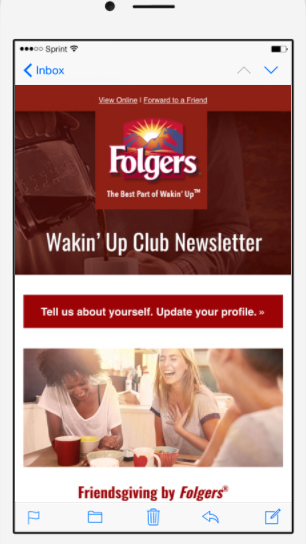 Sprint
Inbox
View Online | Forward to a Friend
Folgers
The Best Part of Wakin' Up™
Wakin' Up Club Newsletter
Tell us about yourself. Update your profile. »
Friendsgiving by Folgers®